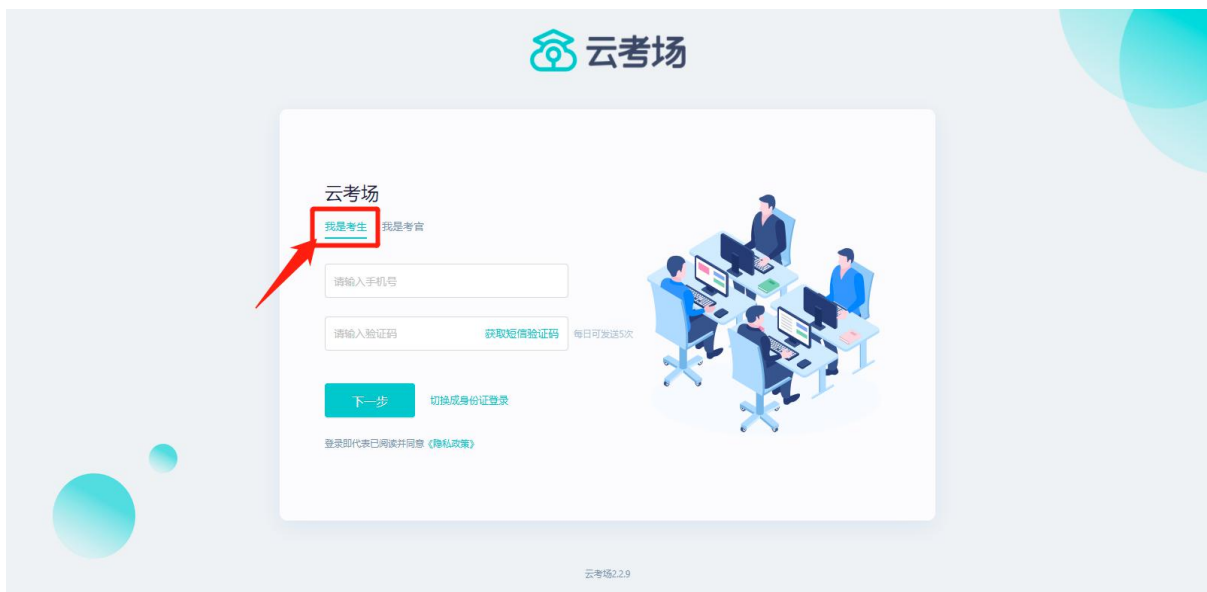 云考场
云考场
我是考生 我是考官
请输入手机号
请输入验证码 获取短信验证码 每日可发送5次
下一步 切换成身份证登录
登录即代表已阅读并同意《隐私政策》
云考场2.2.9